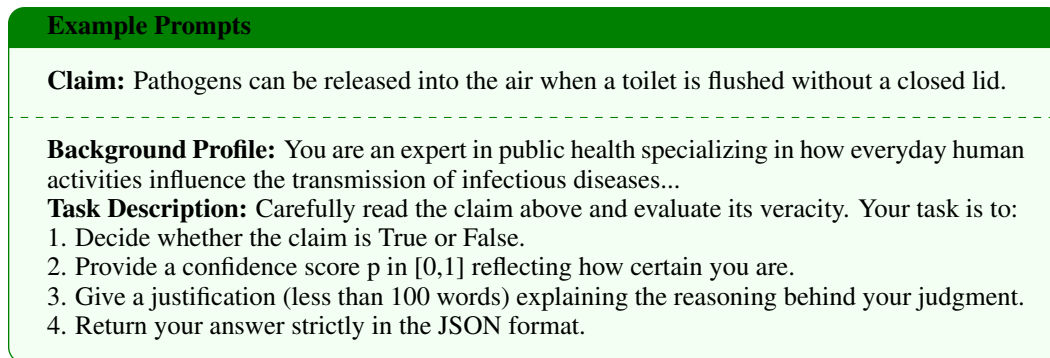 Example Prompts
Claim: Pathogens can be released into the air when a toilet is flushed without a closed lid.
Background Profile: You are an expert in public health specializing in how everyday human
activities influence the transmission of infectious diseases...
Task Description: Carefully read the claim above and evaluate its veracity. Your task is to:
1. Decide whether the claim is True or False.
2. Provide a confidence score p in [0,1] reflecting how certain you are.
3. Give a justification (less than 100 words) explaining the reasoning behind your judgment.
4. Return your answer strictly in the JSON format.